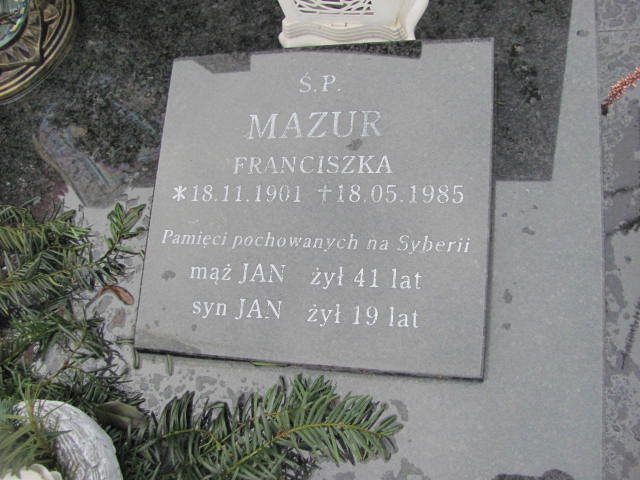 Ś.P.
MAZUR
FRANCISZKA
*18.11.1901 †18.05.1985
Pamięci pochowanych na Syberii
mąż JAN żył 41 lat
syn JAN żył 19 lat